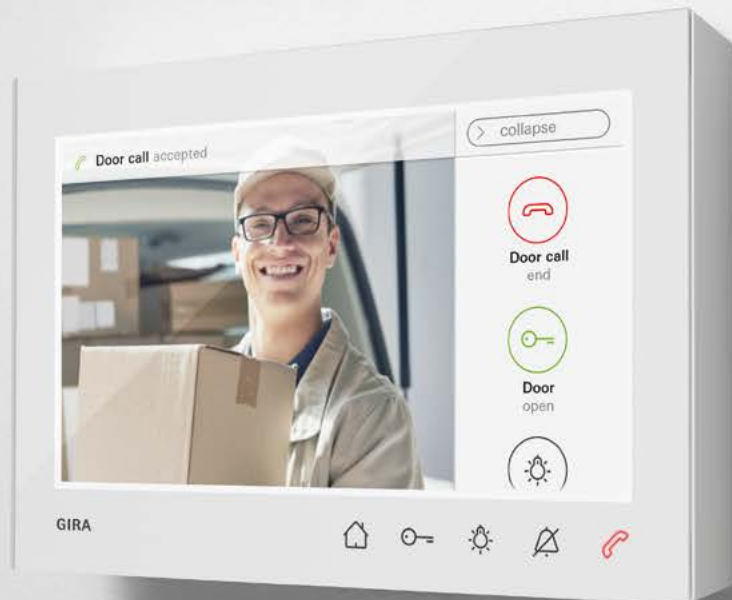 Door call accepted
collapse
Door call
end
Door
open
GIRA